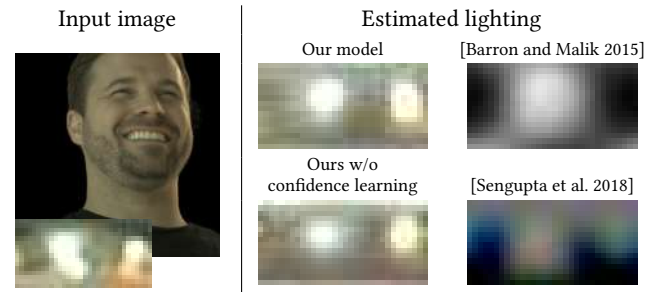 Input image
Estimated lighting
Our model
[Barron and Malik 2015]
Ours w/o
confidence learning
[Sengupta et al. 2018]